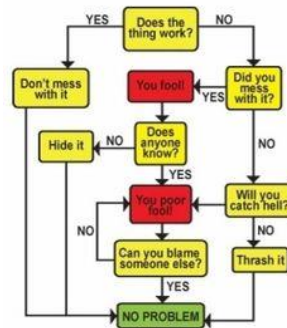 Does the
thing work?
YES
NO
Don't mess
with it
You fool!
YES
Did you
mess
with it?
Hide it
NO
Does
anyone
know?
NO
YES
You poor
fool!
Will you
catch hell?
NO
Can you blame
someone else?
NO
Thrash it
YES
NO PROBLEM